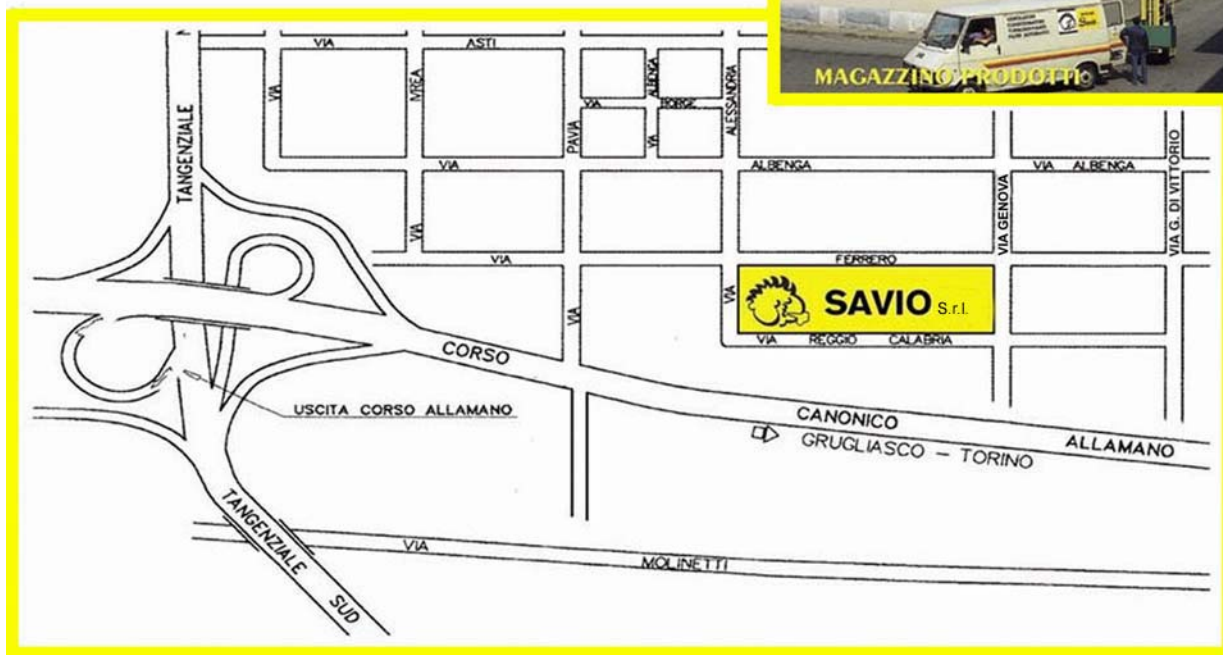 MAGAZZINO PRODOTTI
Savio
VIA ASTI
TANGENZIALE
VIA
IVREA
VIA
PAVIA
VIA
ALBENGA
VIA
VIA BORGE
ALESSANDRIA
VIA
VIA ALBENGA
VIA ALBENGA
VIA GENOVA
VIA G. DI VITTORIO
VIA FERRERO
SAVIO S.r.l.
VIA REGGIO CALABRIA
CORSO CANONICO ALLAMANO
GRUGLIASCO – TORINO
USCITA CORSO ALLAMANO
TANGENZIALE SUD
VIA MOLINETTI